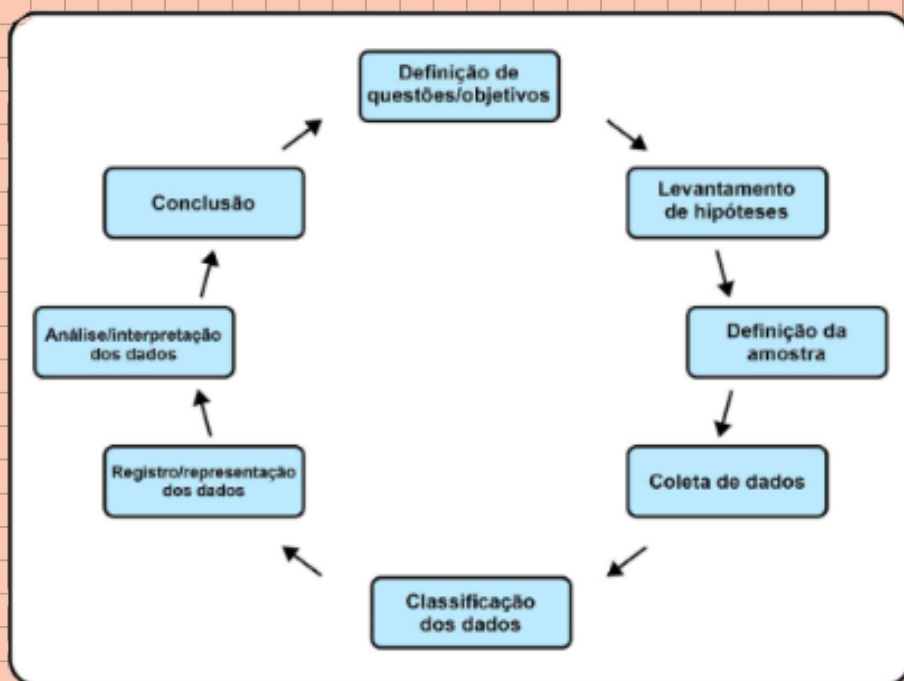 Definição de
questões/objetivos
Levantamento
de hipóteses
Definição da
amostra
Coleta de dados
Classificação
dos dados
Registro/representação
dos dados
Análise/interpretação
dos dados
Conclusão